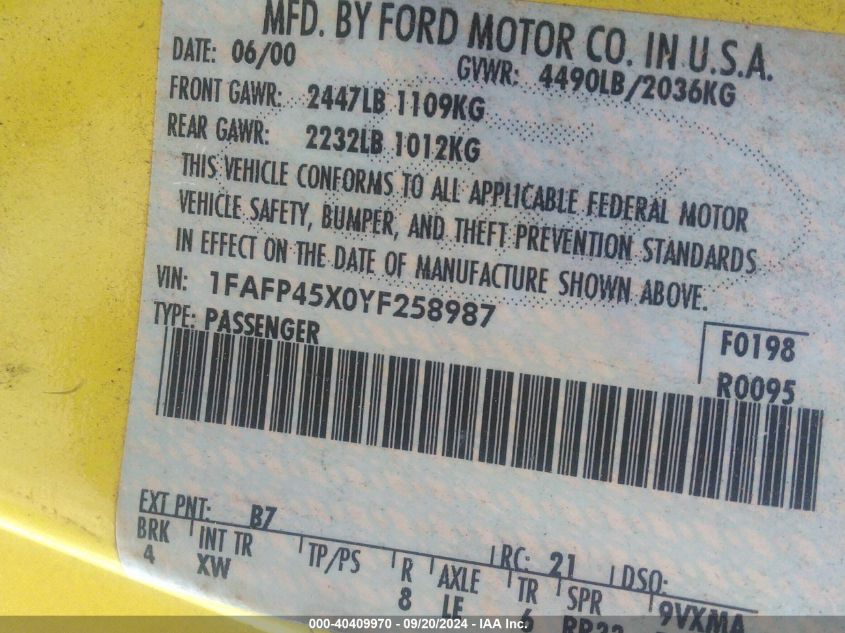 MFD. BY FORD MOTOR CO. IN U.S.A.
DATE: 06/00 GVWR: 4490LB/2036KG
FRONT GAWR: 2447LB 1109KG
REAR GAWR: 2232LB 1012KG
THIS VEHICLE CONFORMS TO ALL APPLICABLE FEDERAL MOTOR
VEHICLE SAFETY, BUMPER, AND THEFT PREVENTION STANDARDS
IN EFFECT ON THE DATE OF MANUFACTURE SHOWN ABOVE.
VIN: 1FAFP45X0YF258987
TYPE: PASSENGER
F0198
R0095
EXT PNT: B7 RC: 21 DSO:
BRK INT TR TP/PS R AXLE TR SPR 9VXMA
4 XW 8 LE 6
000-40409970 - 09/20/2024 - IAA Inc.